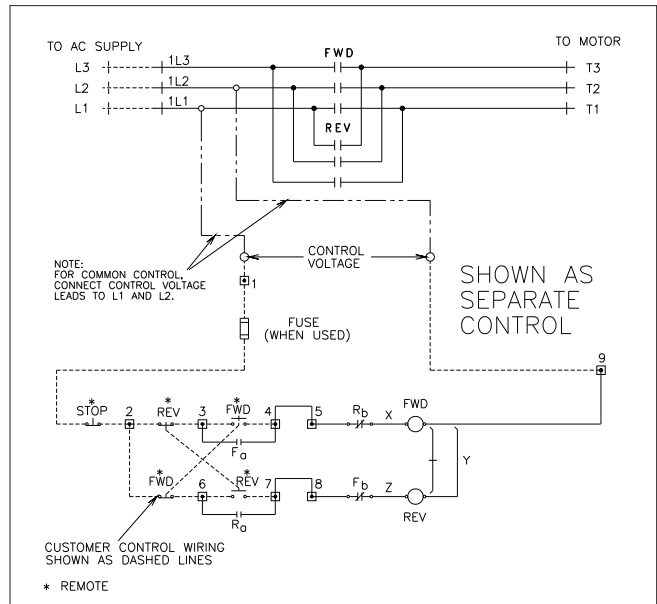 TO AC SUPPLY
FWD
TO MOTOR
L3
1L3
T3
L2
1L2
T2
L1
1L1
T1
REV
NOTE:
FOR COMMON CONTROL,
CONNECT CONTROL VOLTAGE
LEADS TO L1 AND L2.
CONTROL
VOLTAGE
1
SHOWN AS
SEPARATE
CONTROL
FUSE
(WHEN USED)
9
* STOP
2
* REV
3
* FWD
4
5
Rb
X
FWD
Fa
Y
* FWD
6
* REV
7
8
Fb
Z
REV
Ra
CUSTOMER CONTROL WIRING
SHOWN AS DASHED LINES
* REMOTE